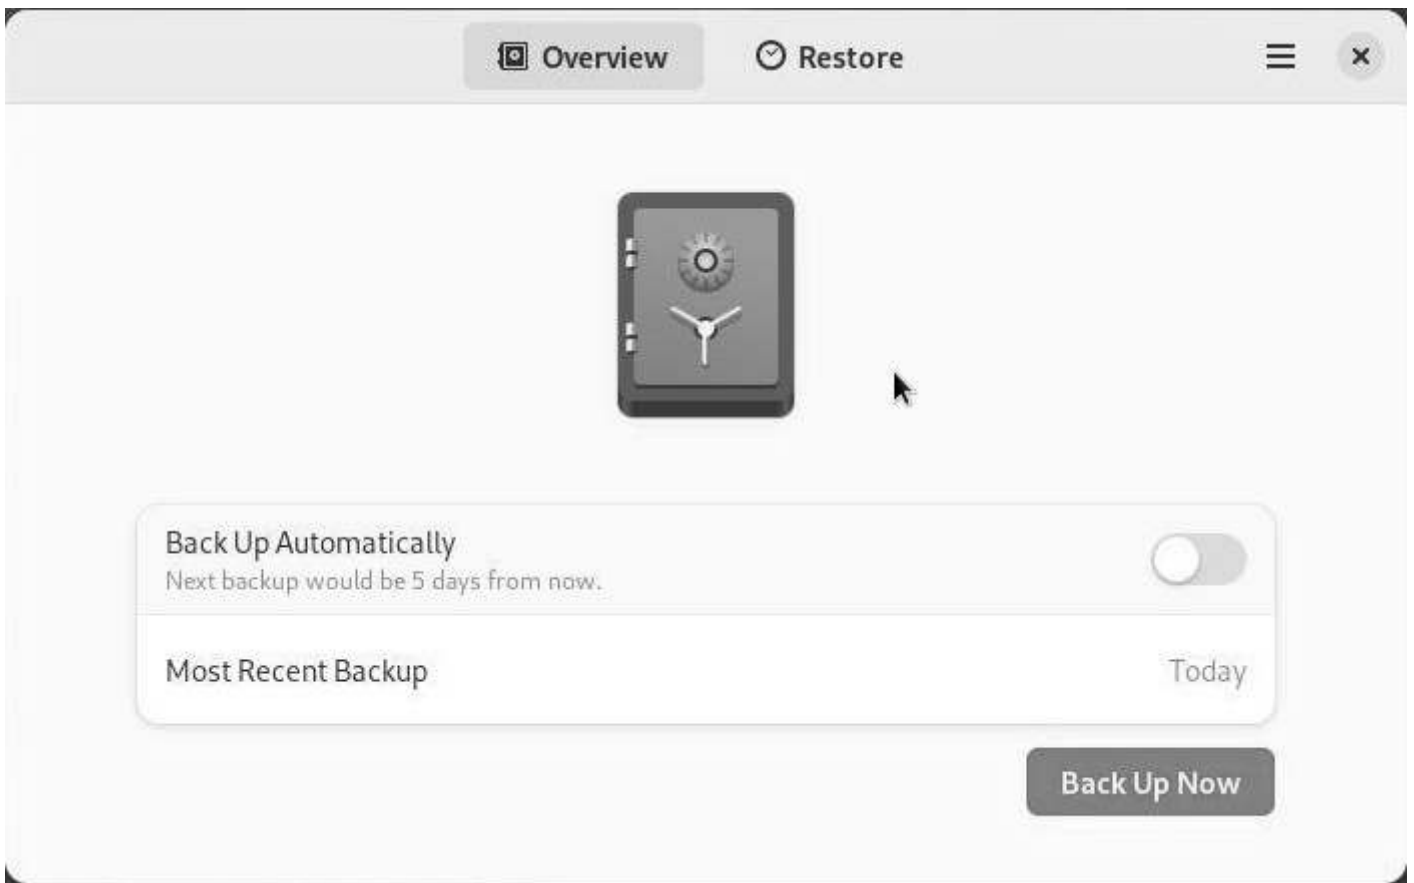 Overview
Restore
Back Up Automatically
Next backup would be 5 days from now.
Most Recent Backup
Today
Back Up Now